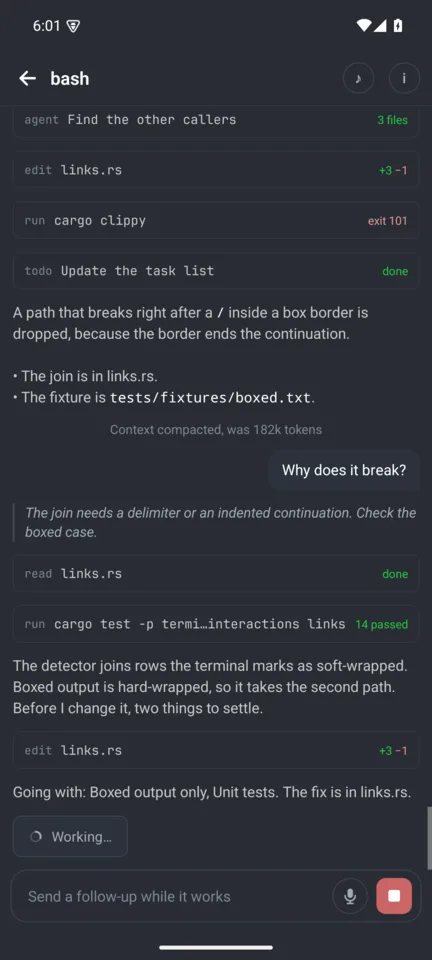 6:01
bash
agent Find the other callers 3 files
edit links.rs +3 −1
run cargo clippy exit 101
todo Update the task list done
A path that breaks right after a / inside a box border is
dropped, because the border ends the continuation.
• The join is in links.rs.
• The fixture is tests/fixtures/boxed.txt.
Context compacted, was 182k tokens
Why does it break?
The join needs a delimiter or an indented continuation. Check the
boxed case.
read links.rs done
run cargo test -p termi…interactions links 14 passed
The detector joins rows the terminal marks as soft-wrapped.
Boxed output is hard-wrapped, so it takes the second path.
Before I change it, two things to settle.
edit links.rs +3 −1
Going with: Boxed output only, Unit tests. The fix is in links.rs.
Working…
Send a follow-up while it works